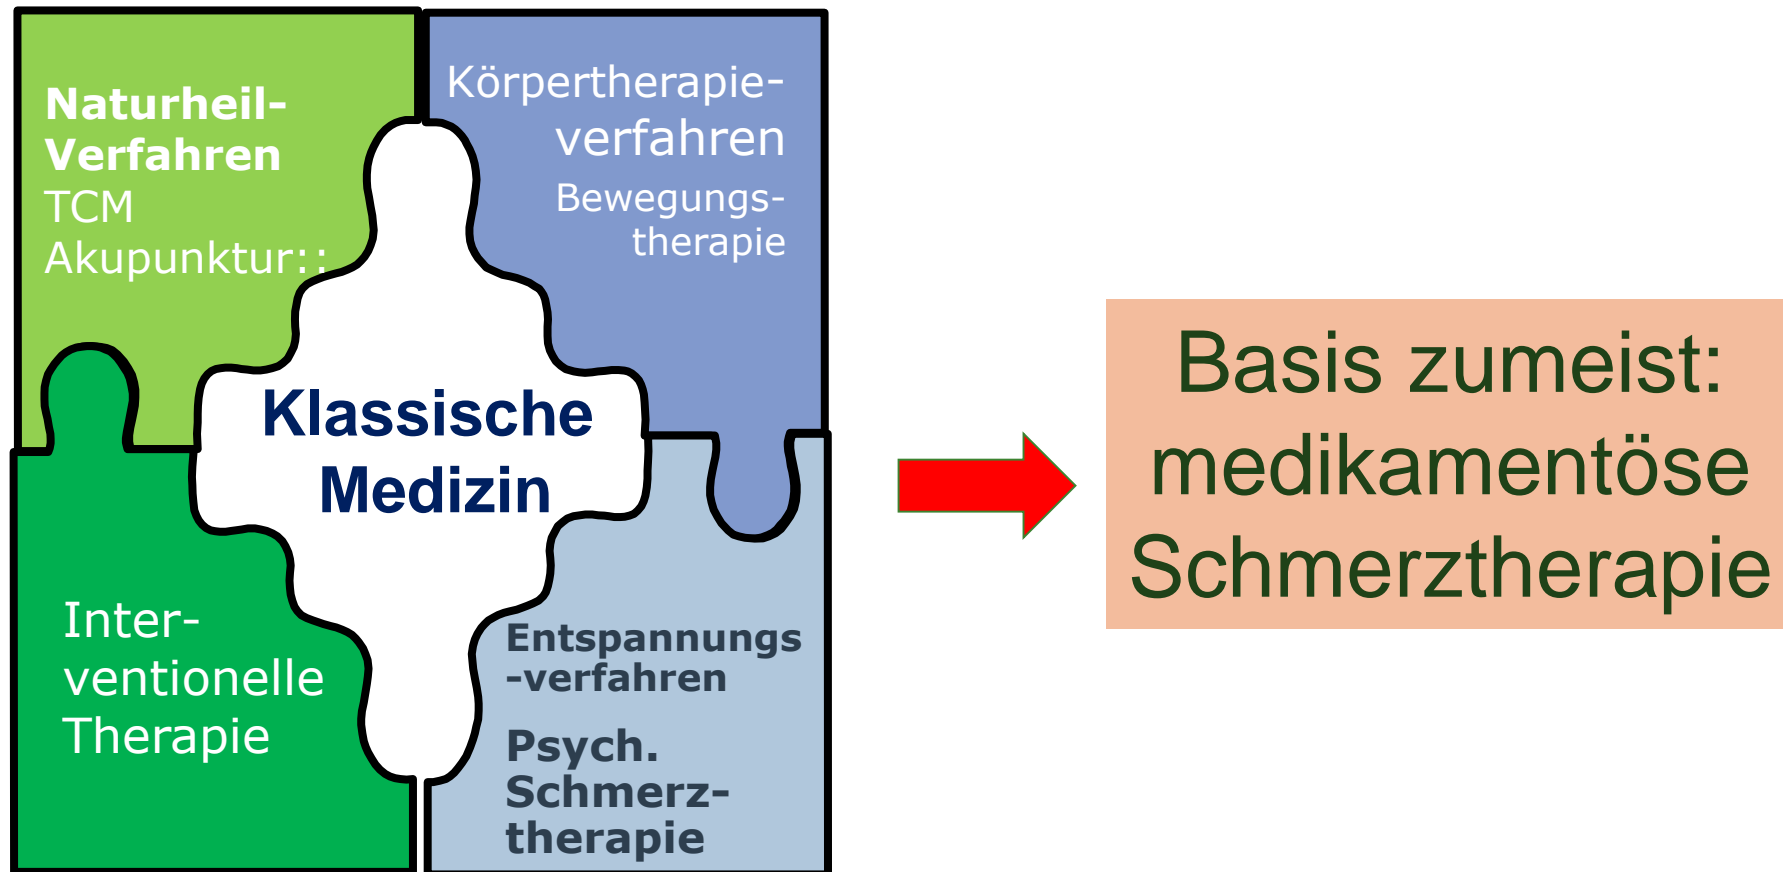 Naturheil-
Verfahren
TCM
Akupunktur::
Körpertherapie-
verfahren
Bewegungs-
therapie
Klassische
Medizin
Inter-
ventionelle
Therapie
Entspannungs
-verfahren
Psych.
Schmerz-
therapie
Basis zumeist:
medikamentöse
Schmerztherapie